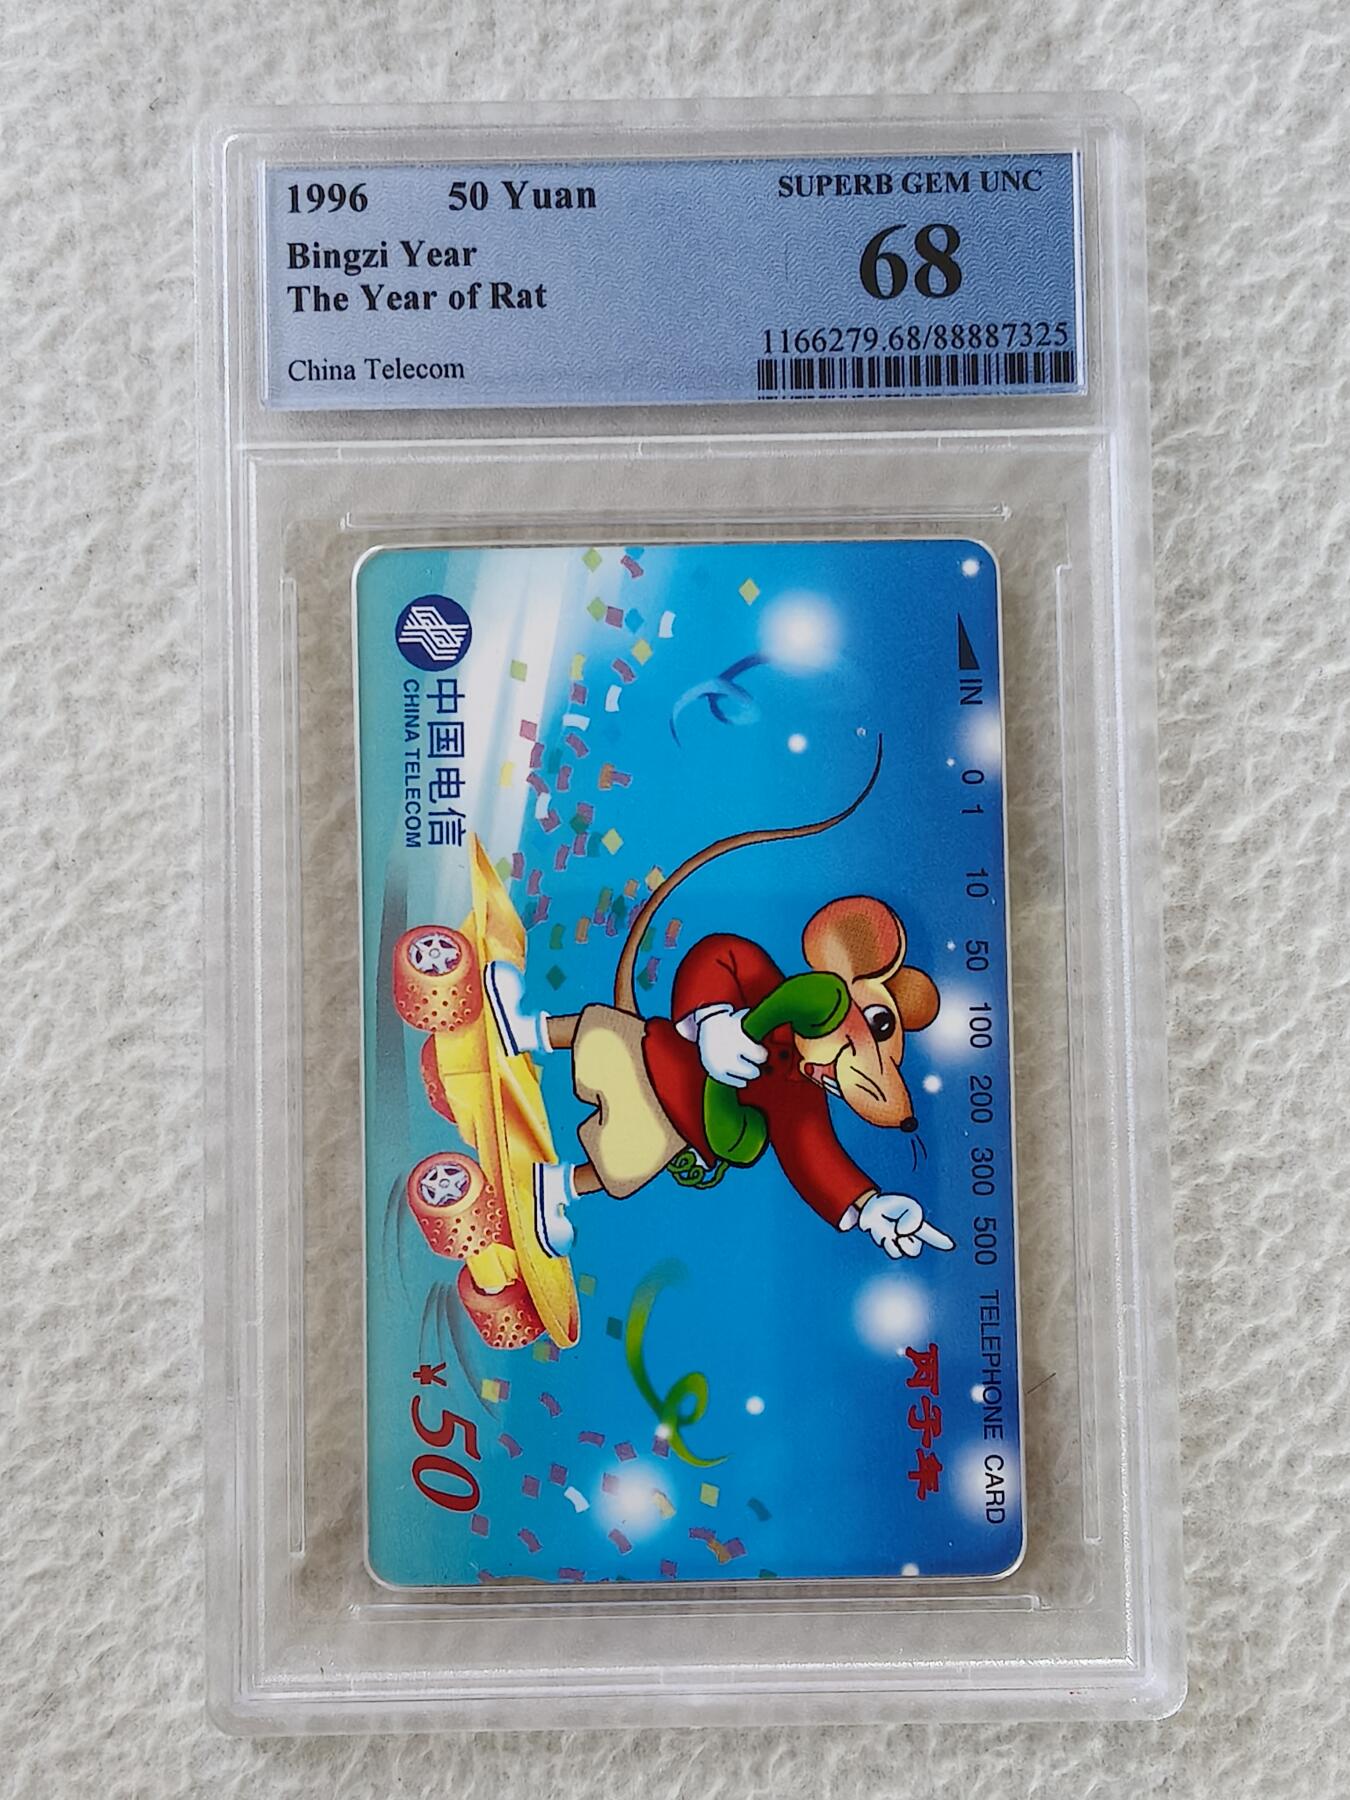 1996 50 Yuan
SUPERB GEM UNC
Bingzi Year
68
The Year of Rat
1166279.68/88887325
China Telecom
IN 0 1 10 50 100 200 300 500 TELEPHONE CARD
丙子年
中国电信
CHINA TELECOM
¥50